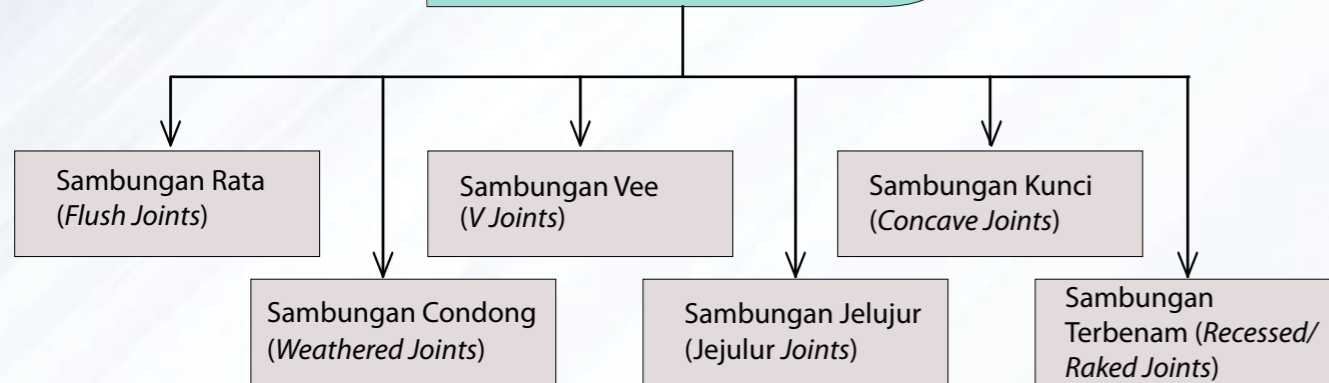 Sambungan Rata
(Flush Joints)
Sambungan Vee
(V Joints)
Sambungan Kunci
(Concave Joints)
Sambungan Condong
(Weathered Joints)
Sambungan Jelujur
(Jejulur Joints)
Sambungan
Terbenam (Recessed/
Raked Joints)